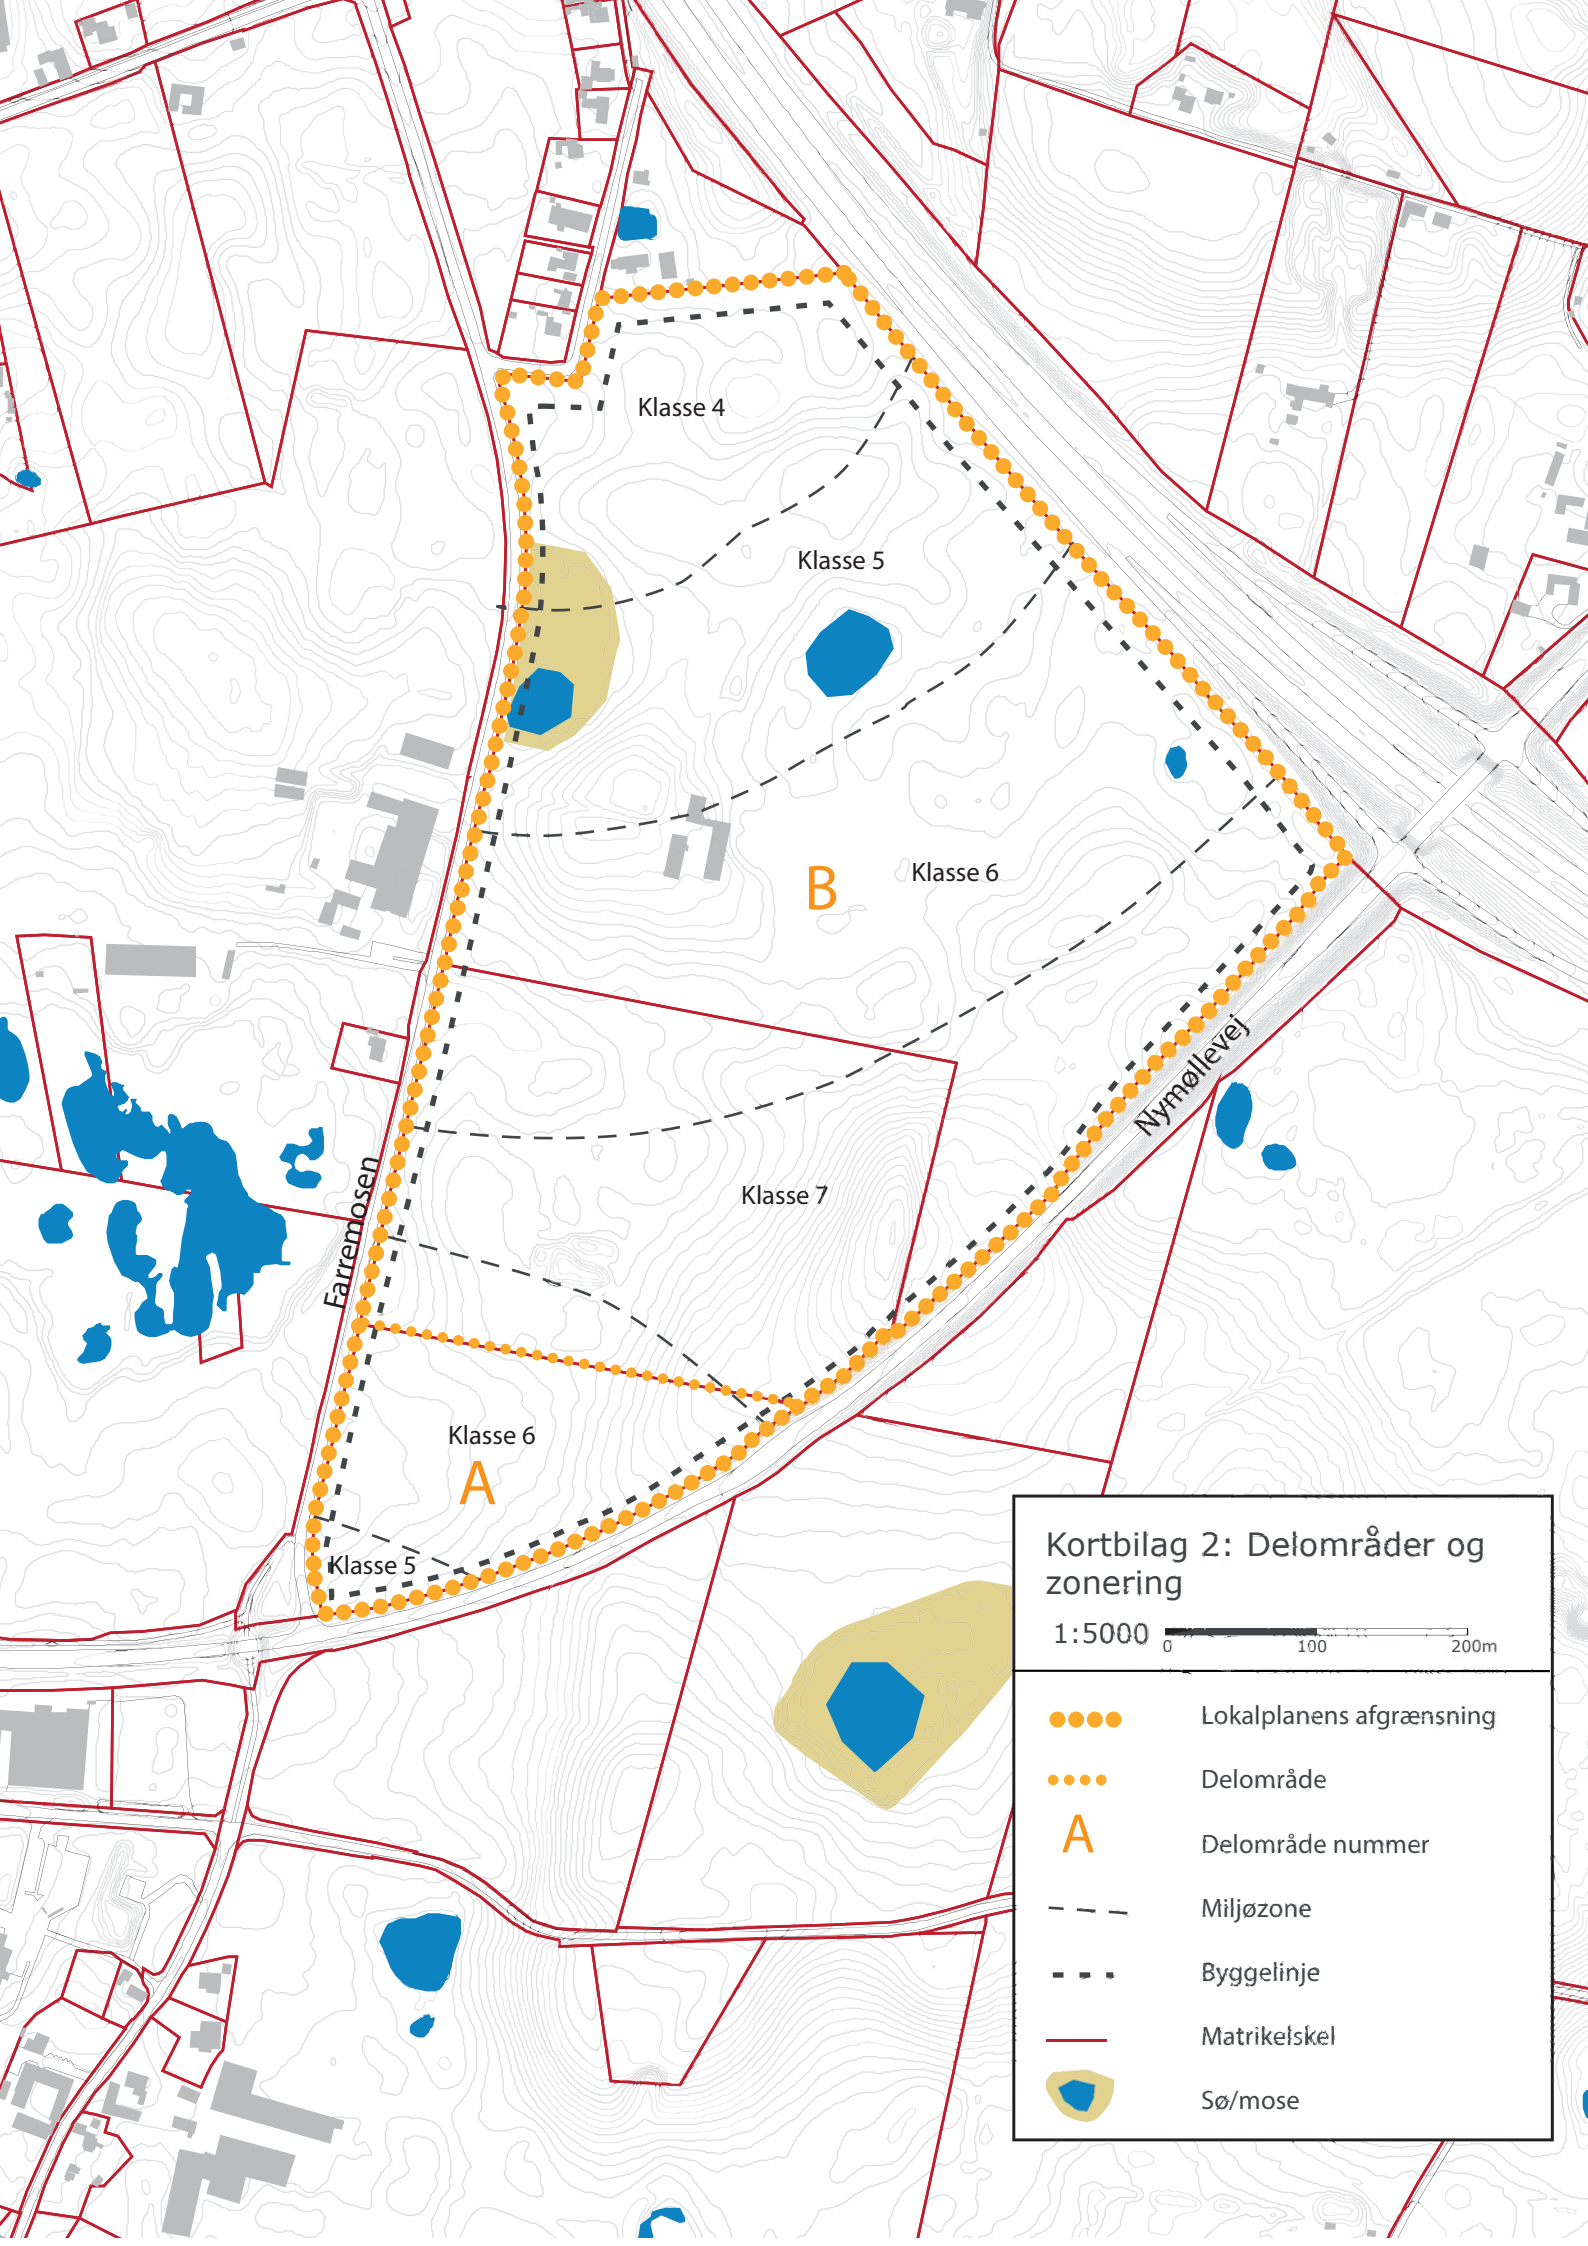 Klasse 4
Klasse 5
B
Klasse 6
Nymøllevej
Farremosen
Klasse 7
Klasse 6
A
Klasse 5
Kortbilag 2: Delområder og
zonering
1:5000
0 100 200m
Lokalplanens afgrænsning
Delområde
A
Delområde nummer
Miljøzone
Byggelinje
Matrikelskel
Sø/mose